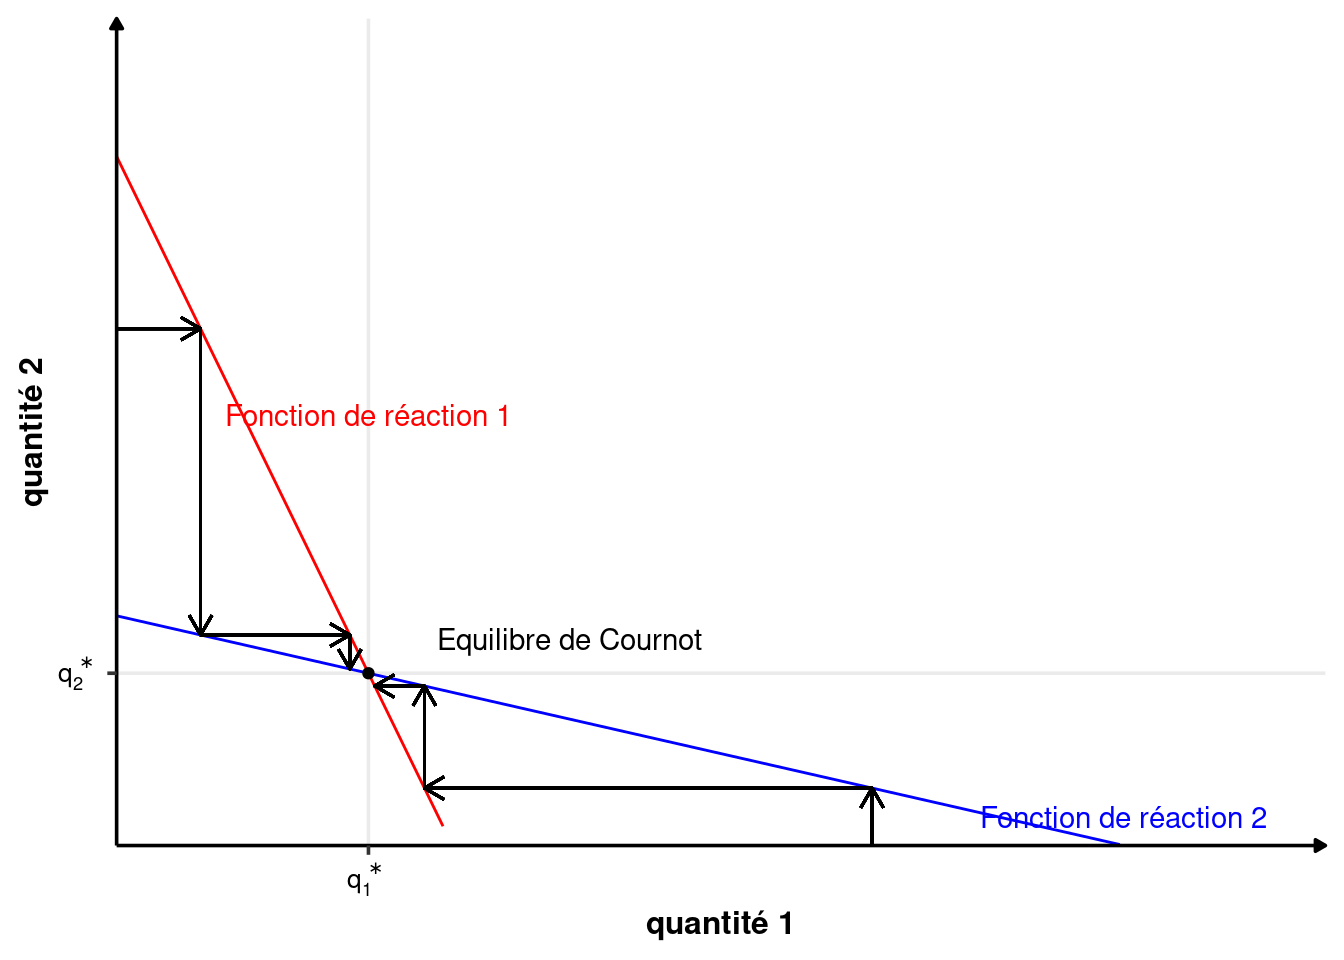 quantité 2
Fonction de réaction 1
Equilibre de Cournot
q₂*
Fonction de réaction 2
q₁*
quantité 1